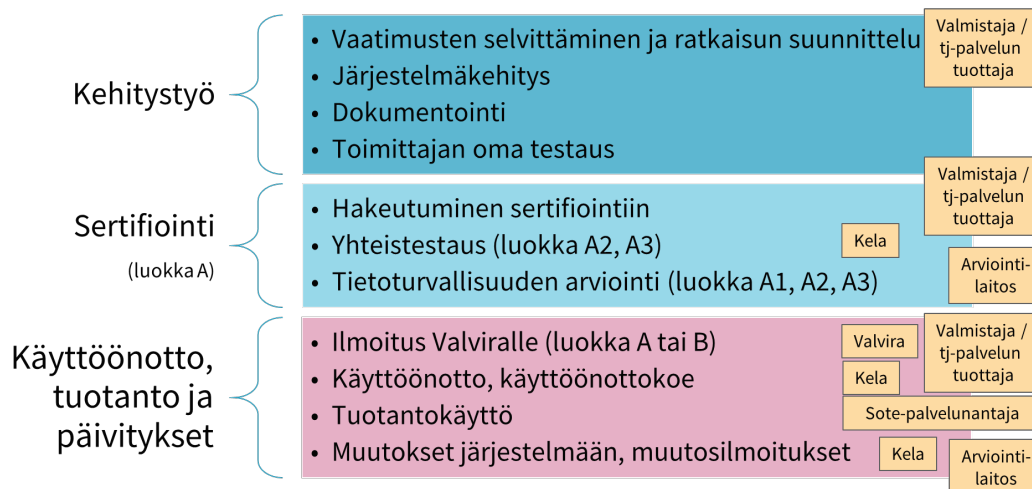 Kehitystyö
• Vaatimusten selvittäminen ja ratkaisun suunnittelu
• Järjestelmäkehitys
• Dokumentointi
• Toimittajan oma testaus
Valmistaja /
tj-palvelun
tuottaja
Sertifiointi
(luokka A)
• Hakeutuminen sertifiointiin
• Yhteistestaus (luokka A2, A3)
• Tietoturvallisuuden arviointi (luokka A1, A2, A3)
Valmistaja /
tj-palvelun
tuottaja
Kela
Arviointi-
laitos
Käyttöönotto,
tuotanto ja
päivitykset
• Ilmoitus Valviralle (luokka A tai B)
• Käyttöönotto, käyttöönottokoe
• Tuotantokäyttö
• Muutokset järjestelmään, muutosilmoitukset
Valvira
Valmistaja /
tj-palvelun
tuottaja
Kela
Sote-palvelunantaja
Kela
Arviointi-
laitos